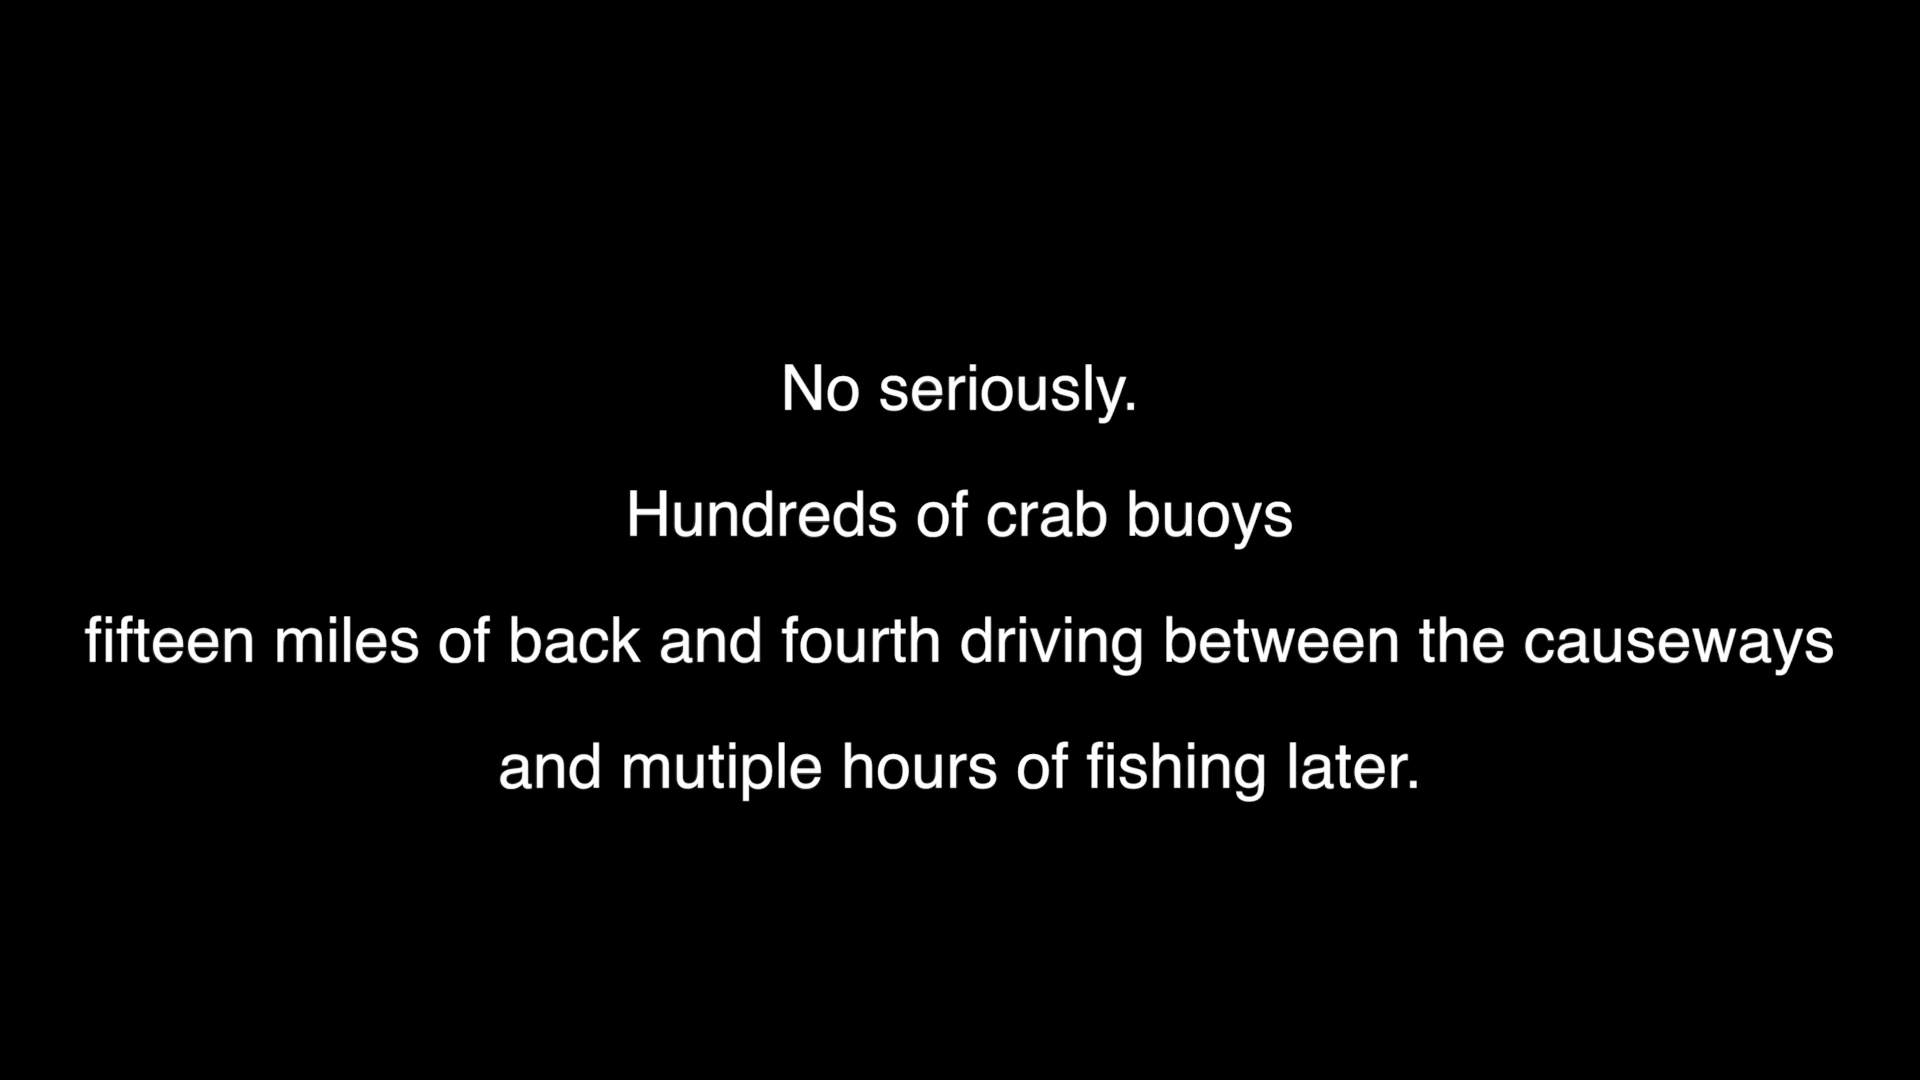 No seriously.
Hundreds of crab buoys
fifteen miles of back and fourth driving between the causeways
and mutiple hours of fishing later.